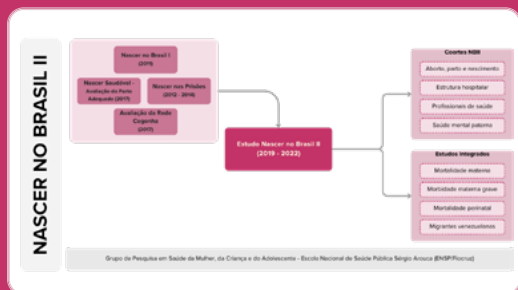 NASCER NO BRASIL II
Nascer no Brasil I
(2011)
Nascer Saudável -
Avaliação do Parto
Adequado (2017)
Nascer nas Prisões
(2012 - 2014)
Avaliação da Rede
Cegonha
(2017)
Estudo Nascer no Brasil II
(2019 - 2022)
Coortes NBII
Aborto, parto e nascimento
Estrutura hospitalar
Profissionais de saúde
Saúde mental paterna
Estudos integrados
Mortalidade materna
Morbidade materna grave
Mortalidade perinatal
Migrantes venezuelanas
Grupo de Pesquisa em Saúde da Mulher, da Criança e do Adolescente - Escola Nacional de Saúde Pública Sérgio Arouca (ENSP/Fiocruz)